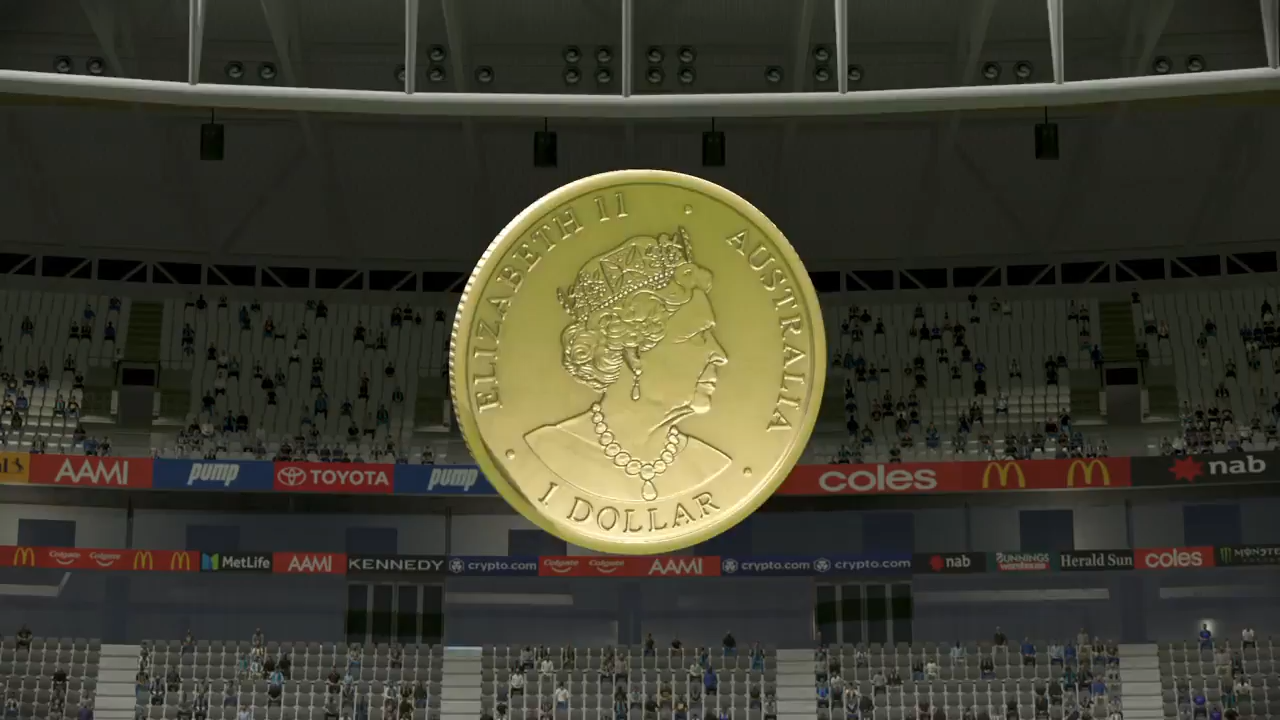 ELIZABETH II
AUSTRALIA
1 DOLLAR
AAMI
pump
TOYOTA
pump
coles
nab
Colgate
Colgate
MetLife
AAMI
KENNEDY
crypto.com
Colgate
Colgate
AAMI
crypto.com
crypto.com
nab
BUNNINGS
warehouse
Herald Sun
coles
MONSTER